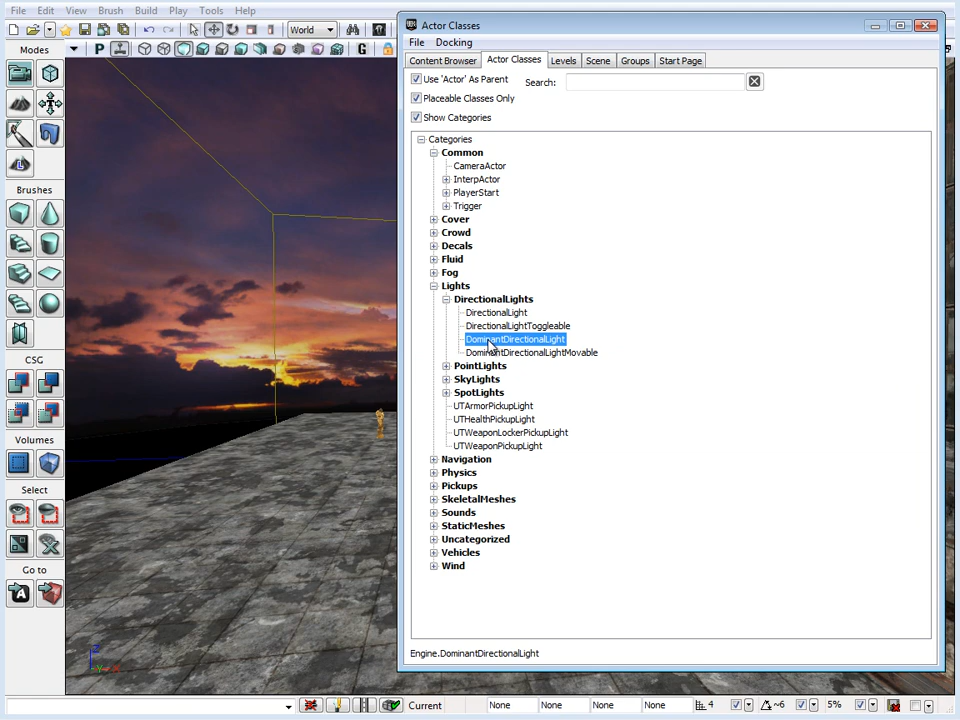 File Edit View Brush Build Play Tools Help
World
P
G
Modes
Brushes
CSG
Volumes
Select
Go to
Actor Classes
File Docking
Content Browser Actor Classes Levels Scene Groups Start Page
Use 'Actor' As Parent Search:
Placeable Classes Only
Show Categories
Categories
Common
CameraActor
InterpActor
PlayerStart
Trigger
Cover
Crowd
Decals
Fluid
Fog
Lights
DirectionalLights
DirectionalLight
DirectionalLightToggleable
DominantDirectionalLight
DominantDirectionalLightMovable
PointLights
SkyLights
SpotLights
UTArmorPickupLight
UTHealthPickupLight
UTWeaponLockerPickupLight
UTWeaponPickupLight
Navigation
Physics
Pickups
SkeletalMeshes
Sounds
StaticMeshes
Uncategorized
Vehicles
Wind
Engine.DominantDirectionalLight
Z
Y X
Current None None None None 4 ~6 5%